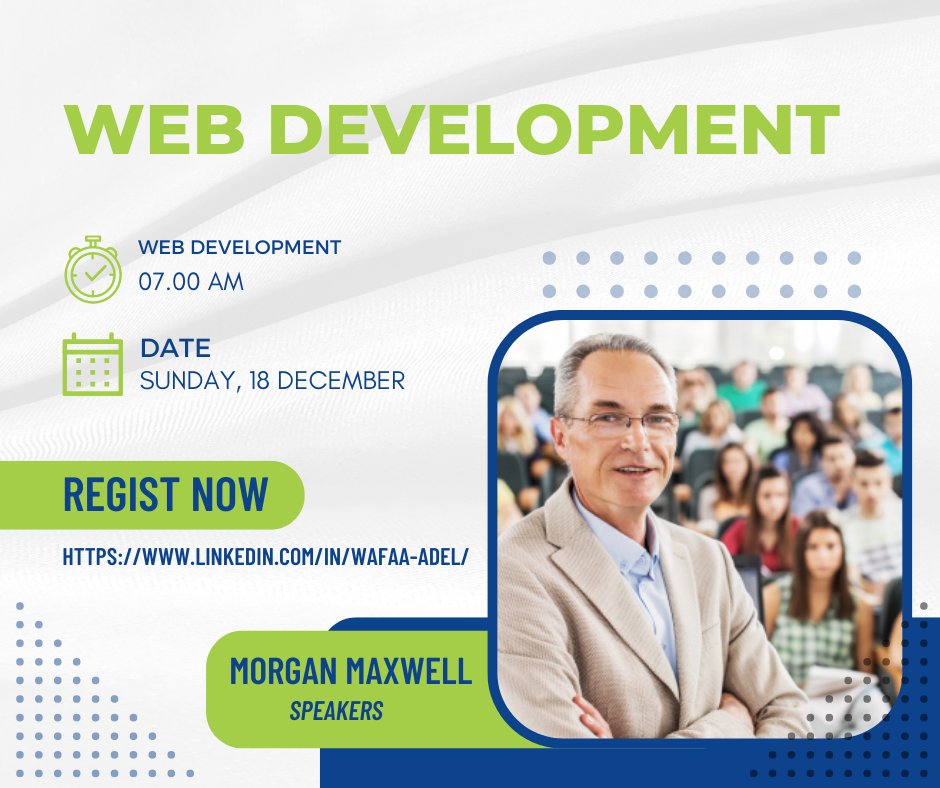 WEB DEVELOPMENT
WEB DEVELOPMENT
07.00 AM
DATE
SUNDAY, 18 DECEMBER
REGIST NOW
HTTPS://WWW.LINKEDIN.COM/IN/WAFAA-ADEL/
MORGAN MAXWELL
SPEAKERS